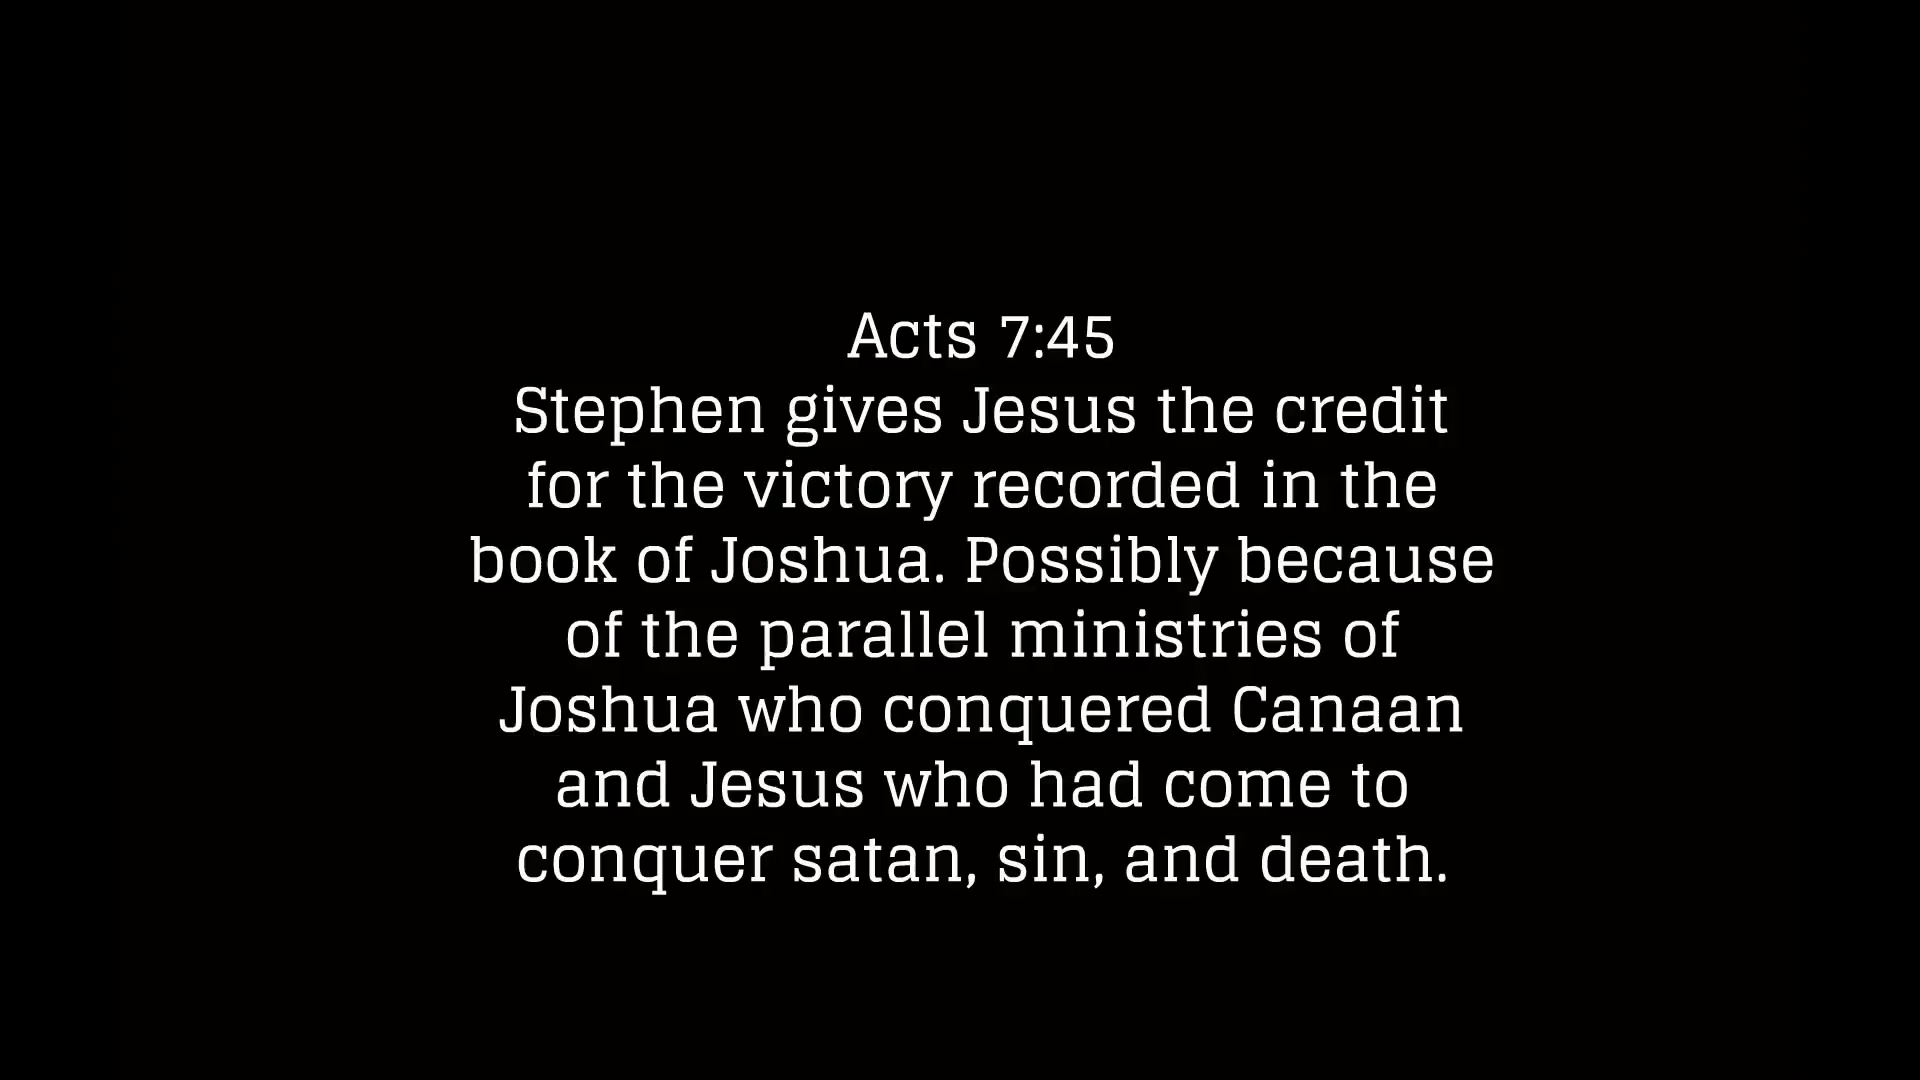 Acts 7:45
Stephen gives Jesus the credit
for the victory recorded in the
book of Joshua. Possibly because
of the parallel ministries of
Joshua who conquered Canaan
and Jesus who had come to
conquer satan, sin, and death.